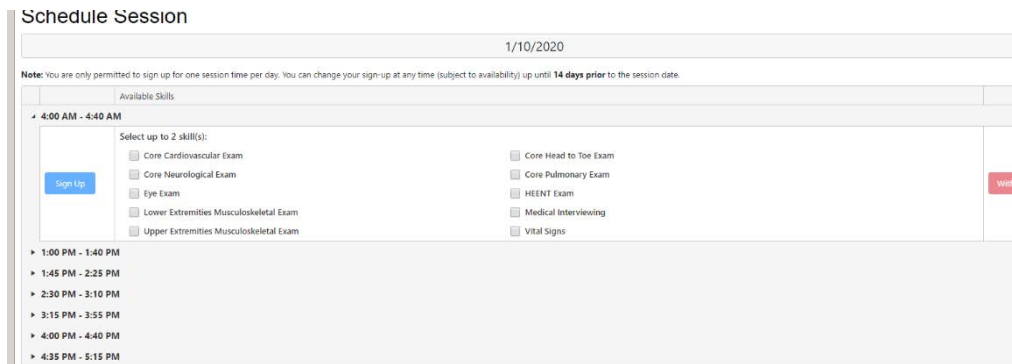 Schedule Session
1/10/2020
Note: You are only permitted to sign up for one session time per day. You can change your sign-up at any time (subject to availability) up until 14 days prior to the session date.
Available Skills
4:00 AM - 4:40 AM
Select up to 2 skill(s):
Core Cardiovascular Exam
Core Head to Toe Exam
Core Neurological Exam
Core Pulmonary Exam
Sign Up
Eye Exam
HEENT Exam
Lower Extremities Musculoskeletal Exam
Medical Interviewing
Upper Extremities Musculoskeletal Exam
Vital Signs
1:00 PM - 1:40 PM
1:45 PM - 2:25 PM
2:30 PM - 3:10 PM
3:15 PM - 3:55 PM
4:00 PM - 4:40 PM
4:35 PM - 5:15 PM